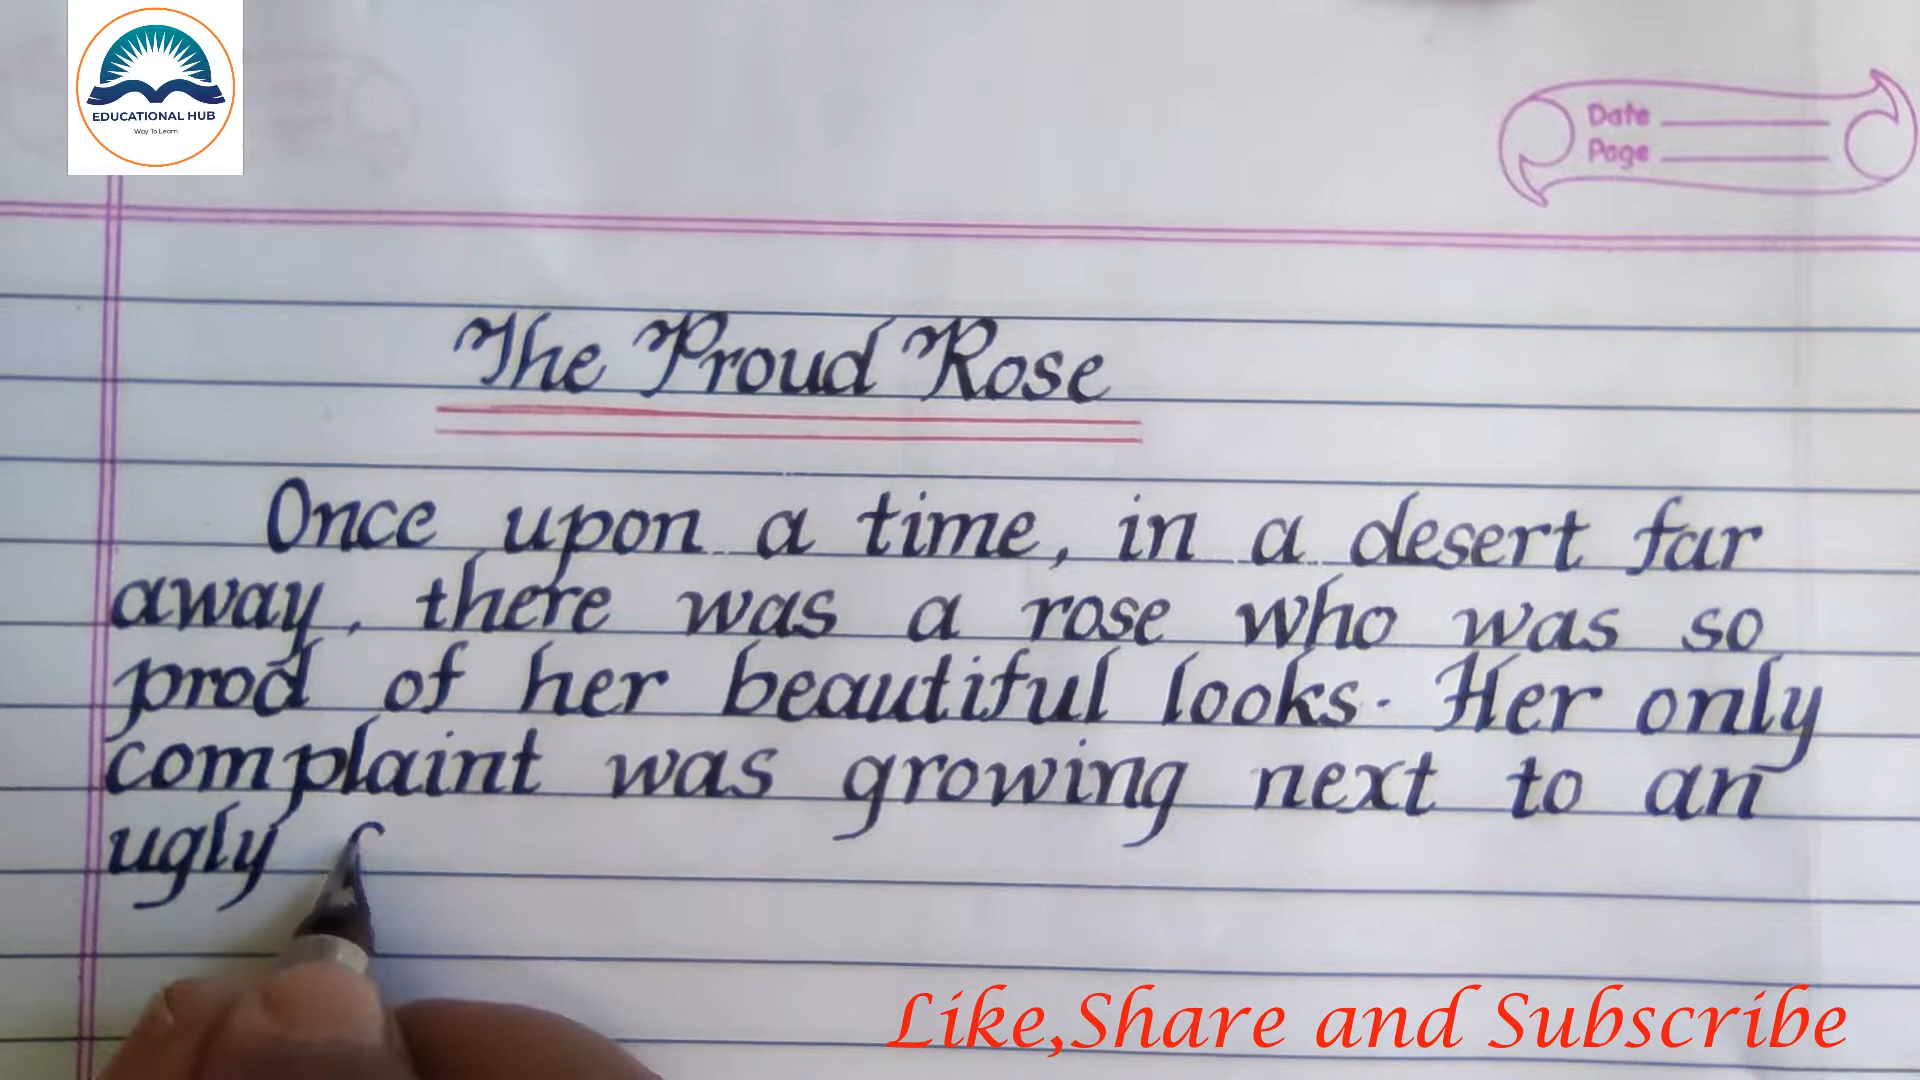 EDUCATIONAL HUB
Way To Learn
Date
Page
The Proud Rose
Once upon a time, in a desert far
away, there was a rose who was so
prod of her beautiful looks. Her only
complaint was growing next to an
ugly
Like,Share and Subscribe